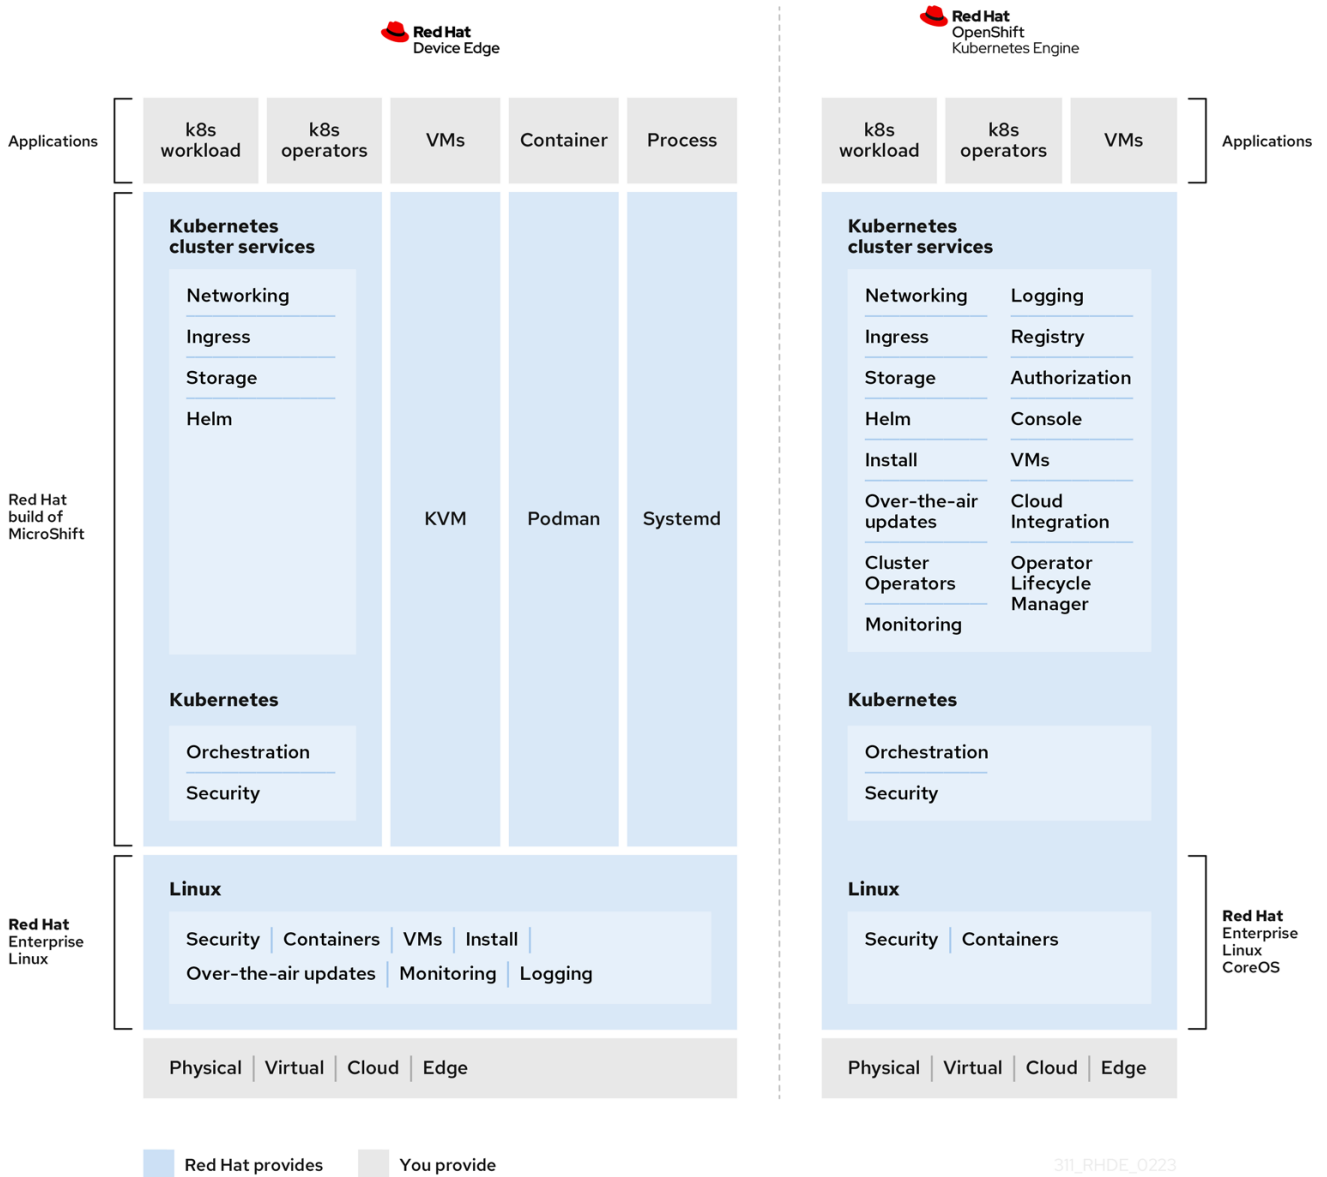 Red Hat
Device Edge
Red Hat
OpenShift
Kubernetes Engine
Applications
k8s
workload
k8s
operators
VMs
Container
Process
k8s
workload
k8s
operators
VMs
Applications
Red Hat
build of
MicroShift
Kubernetes
cluster services
Networking
Ingress
Storage
Helm
KVM
Podman
Systemd
Kubernetes
Orchestration
Security
Kubernetes
cluster services
Networking
Ingress
Storage
Helm
Install
Over-the-air
updates
Cluster
Operators
Monitoring
Logging
Registry
Authorization
Console
VMs
Cloud
Integration
Operator
Lifecycle
Manager
Kubernetes
Orchestration
Security
Red Hat
Enterprise
Linux
Linux
Security | Containers | VMs | Install |
Over-the-air updates | Monitoring | Logging
Linux
Security | Containers
Red Hat
Enterprise
Linux
CoreOS
Physical | Virtual | Cloud | Edge
Physical | Virtual | Cloud | Edge
Red Hat provides
You provide
311_RHDE_0223